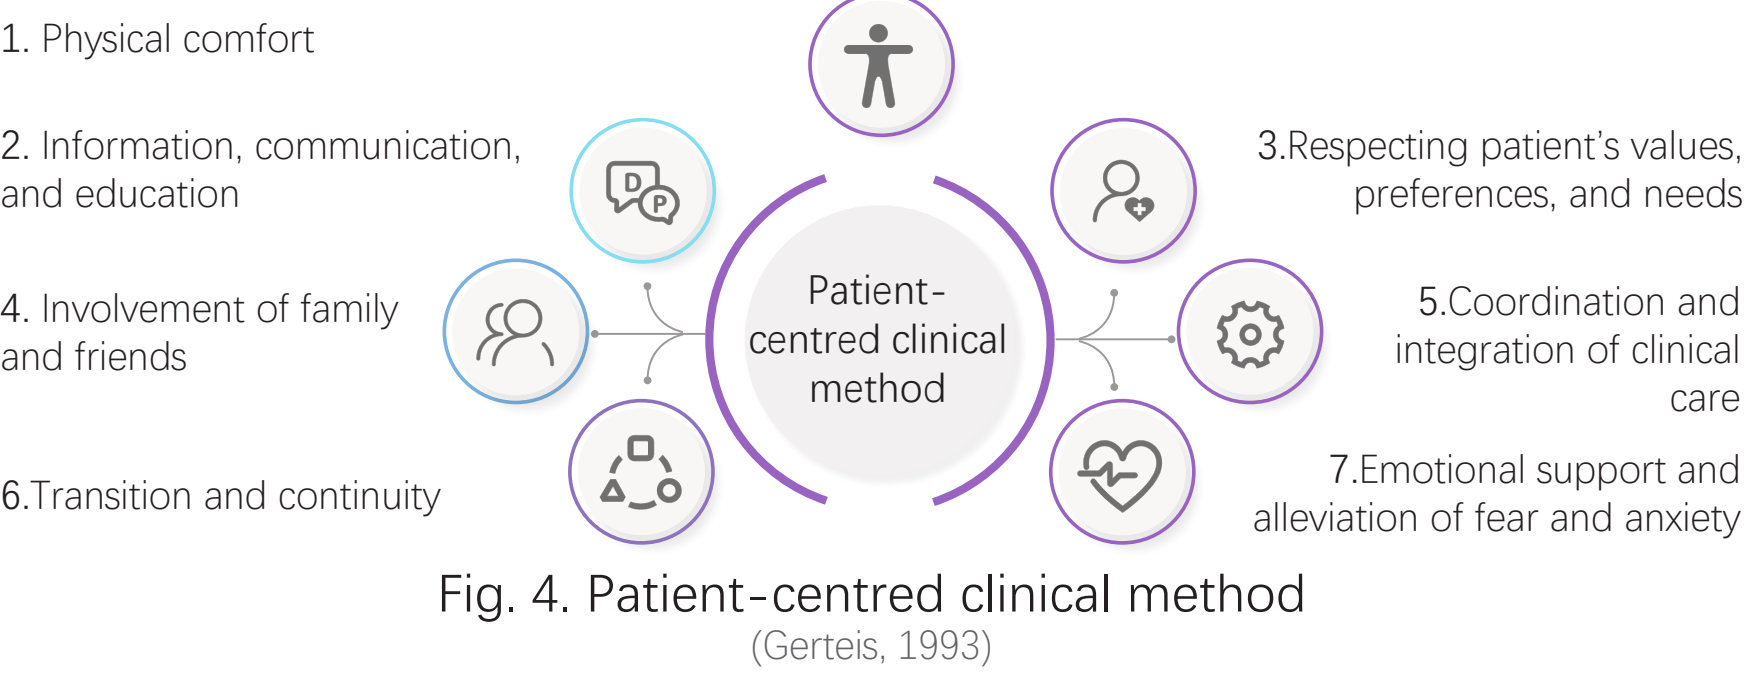 1. Physical comfort
2. Information, communication,
and education
D
P
3.Respecting patient's values,
preferences, and needs
4. Involvement of family
and friends
Patient-
centred clinical
method
5.Coordination and
integration of clinical
care
6.Transition and continuity
7.Emotional support and
alleviation of fear and anxiety
Fig. 4. Patient-centred clinical method
(Gerteis, 1993)